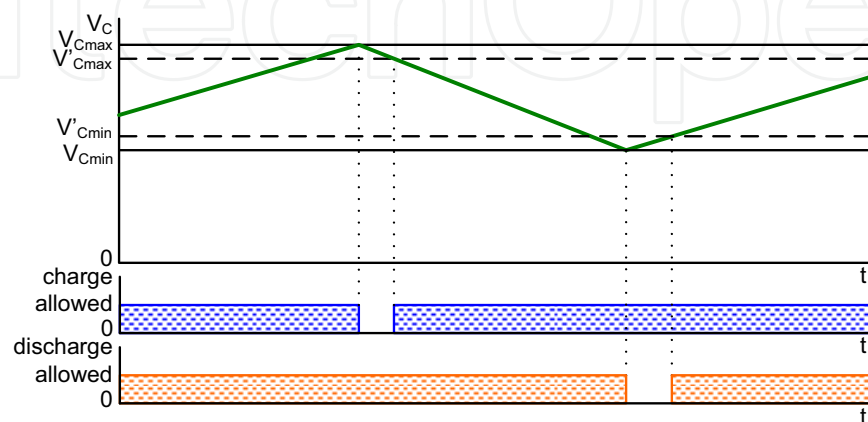 V_C
V_Cmax
V'_Cmax
V'_Cmin
V_Cmin
0
t
charge
allowed
0
t
discharge
allowed
0
t